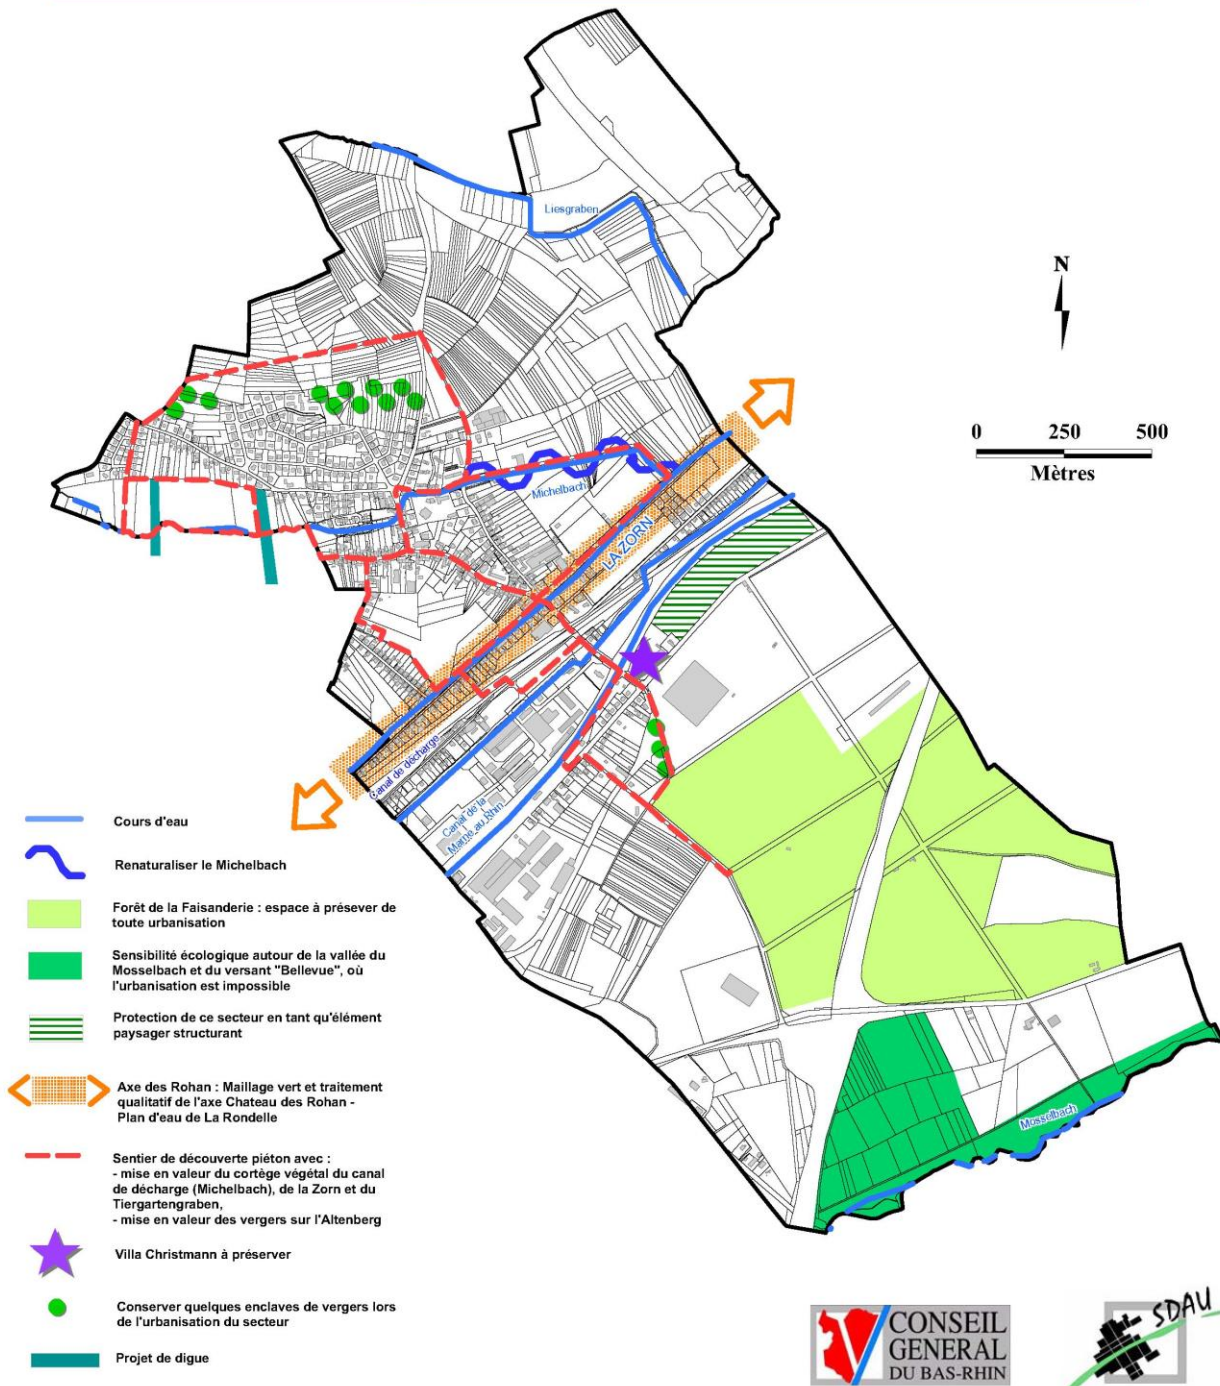 Liesgraben
N
0 250 500
Mètres
Michelbach
LA ZORN
Canal de décharge
Canal de la
Marne au Rhin
Mosselbach
Cours d'eau
Renaturaliser le Michelbach
Forêt de la Faisanderie : espace à présever de
toute urbanisation
Sensibilité écologique autour de la vallée du
Mosselbach et du versant "Bellevue", où
l'urbanisation est impossible
Protection de ce secteur en tant qu'élément
paysager structurant
Axe des Rohan : Maillage vert et traitement
qualitatif de l'axe Chateau des Rohan -
Plan d'eau de La Rondelle
Sentier de découverte piéton avec :
- mise en valeur du cortège végétal du canal
de décharge (Michelbach), de la Zorn et du
Tiergartengraben,
- mise en valeur des vergers sur l'Altenberg
Villa Christmann à préserver
Conserver quelques enclaves de vergers lors
de l'urbanisation du secteur
Projet de digue
CONSEIL
GENERAL
DU BAS-RHIN
SDAU